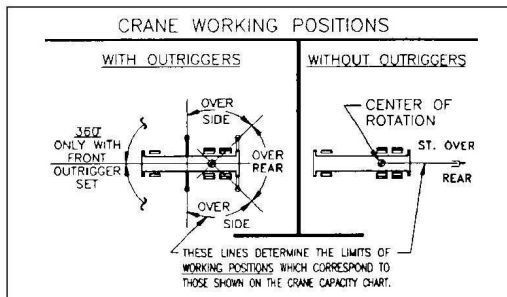 CRANE WORKING POSITIONS
WITH OUTRIGGERS
WITHOUT OUTRIGGERS
OVER
SIDE
360°
ONLY WITH
FRONT
OUTRIGGER
SET
OVER
REAR
OVER
SIDE
CENTER OF
ROTATION
ST. OVER
REAR
THESE LINES DETERMINE THE LIMITS OF
WORKING POSITIONS WHICH CORRESPOND TO
THOSE SHOWN ON THE CRANE CAPACITY CHART.